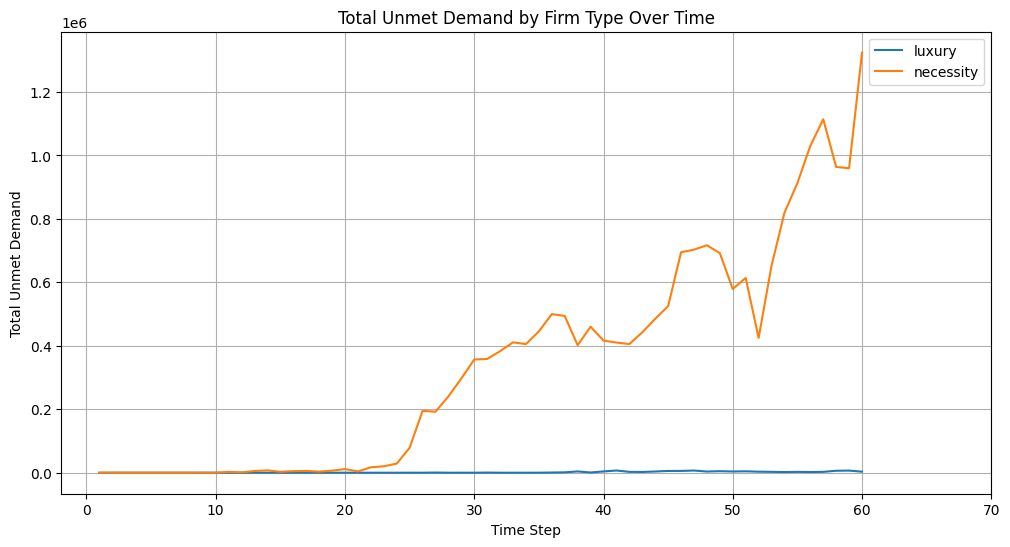 Total Unmet Demand by Firm Type Over Time
1e6
luxury
necessity
1.2
1.0
0.8
0.6
0.4
0.2
0.0
Total Unmet Demand
0 10 20 30 40 50 60 70
Time Step